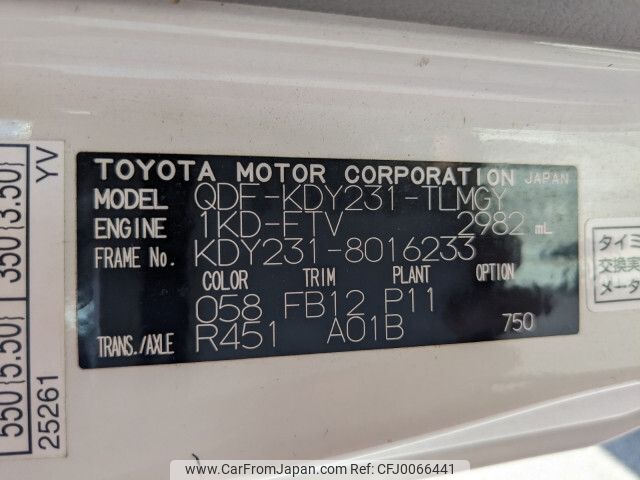 TOYOTA MOTOR CORPORATION JAPAN
MODEL QDF-KDY231-TLMGY
ENGINE 1KD-FTV 2982 mL
FRAME No. KDY231-8016233
COLOR TRIM PLANT OPTION
058 FB12 P11
TRANS./AXLE R451 A01B 750
550{5.50} 350{3.50}
25261 YV
タイミ
交換実
メータ
www.CarFromJapan.com | Ref No.CFJ0066441